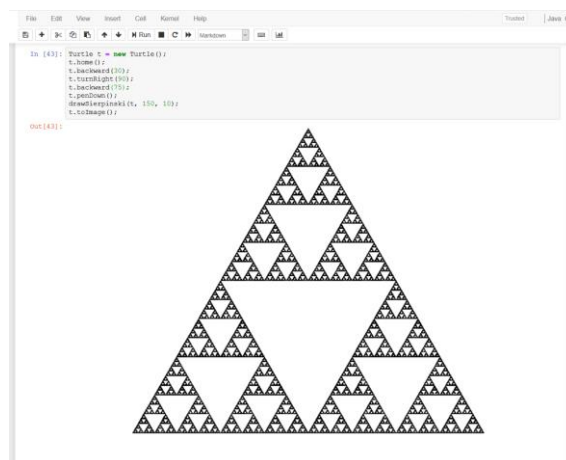 File Edit View Insert Cell Kernel Help Trusted Java
Run Markdown
In [43]: Turtle t = new Turtle();
t.home();
t.backward(30);
t.turnRight(90);
t.backward(75);
t.penDown();
drawSierpinski(t, 150, 10);
t.toImage();
Out[43]: